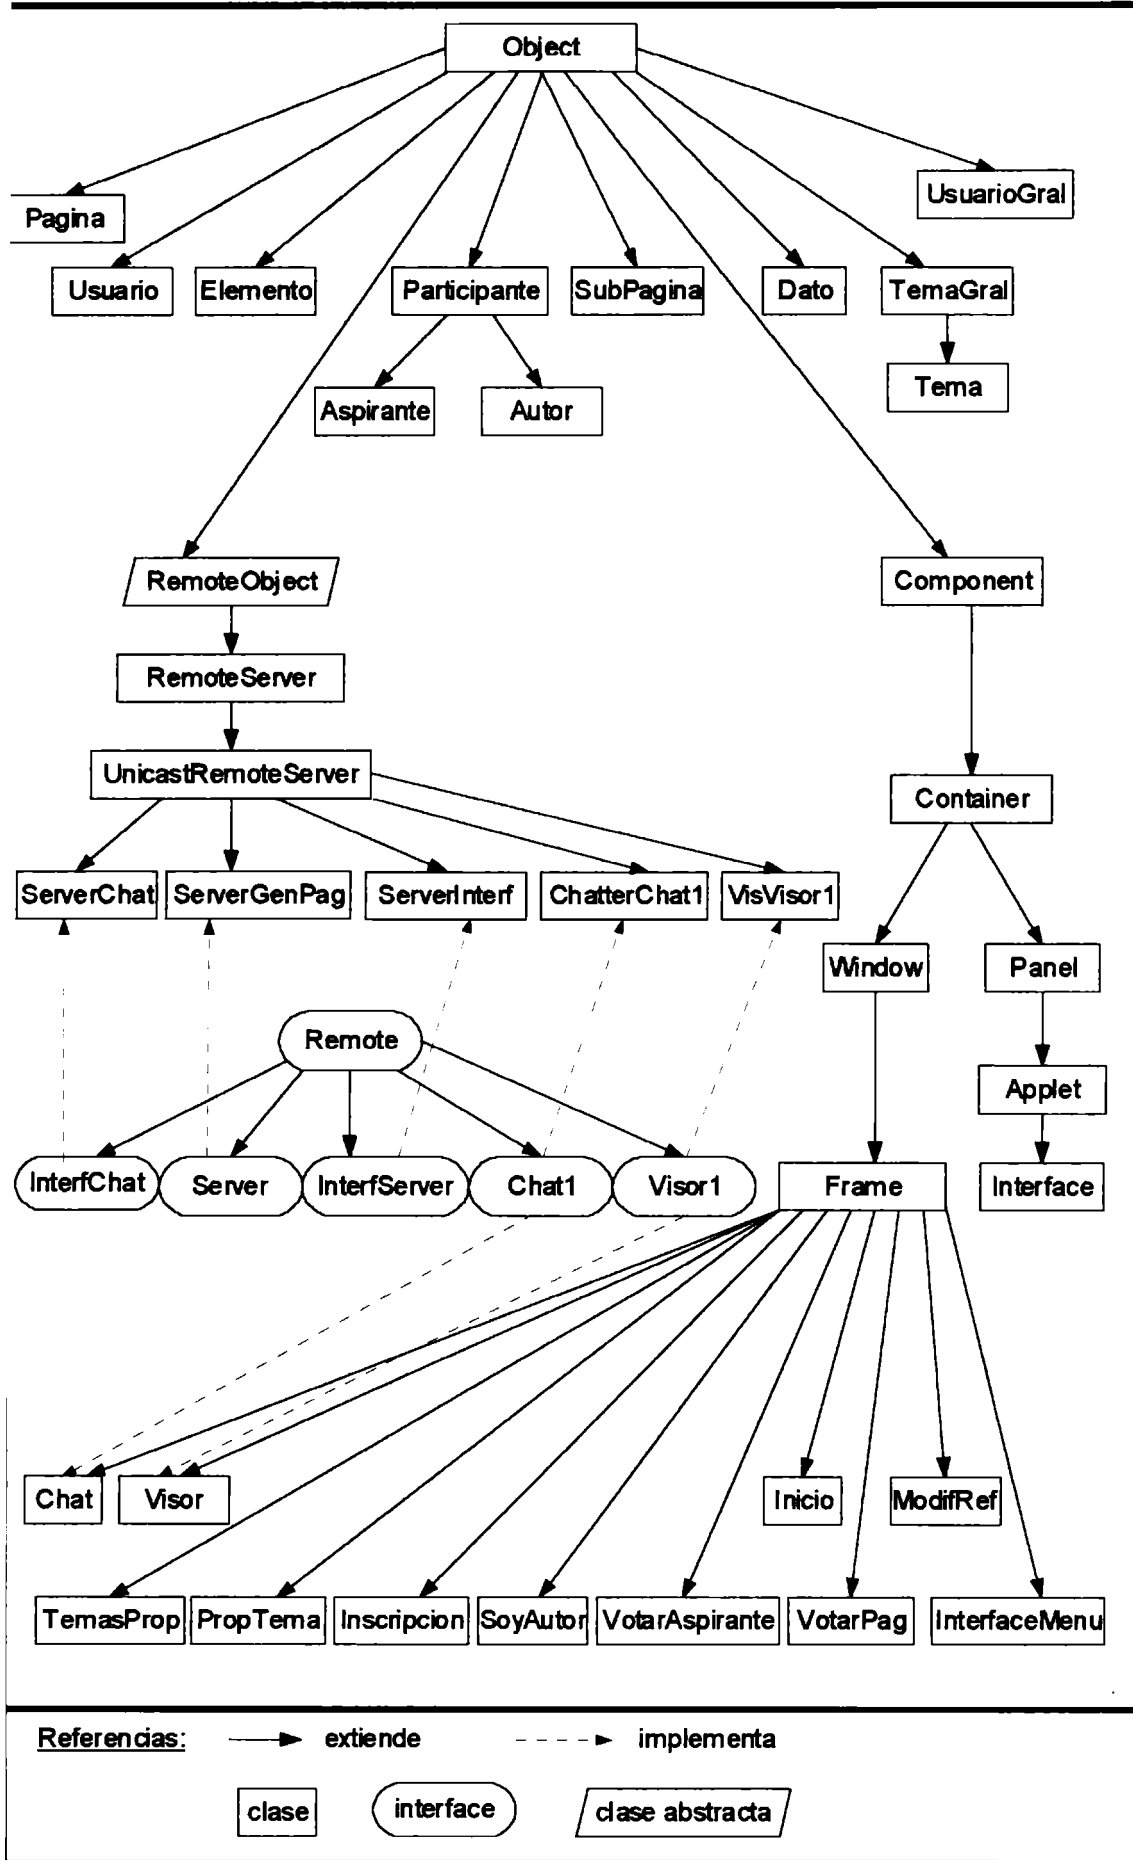 Object
Pagina
UsuarioGral
Usuario
Elemento
Participante
SubPagina
Dato
TemaGral
Aspirante
Autor
Tema
RemoteObject
Component
RemoteServer
UnicastRemoteServer
Container
ServerChat
ServerGenPag
ServerInterf
ChatterChat1
VisVisor1
Window
Panel
Remote
Applet
InterfChat
Server
InterfServer
Chat1
Visor1
Frame
Interface
Chat
Visor
Inicio
ModifRef
TemasProp
PropTema
Inscripcion
SoyAutor
VotarAspirante
VotarPag
InterfaceMenu
Referencias:
extiende
implementa
clase
interface
clase abstracta